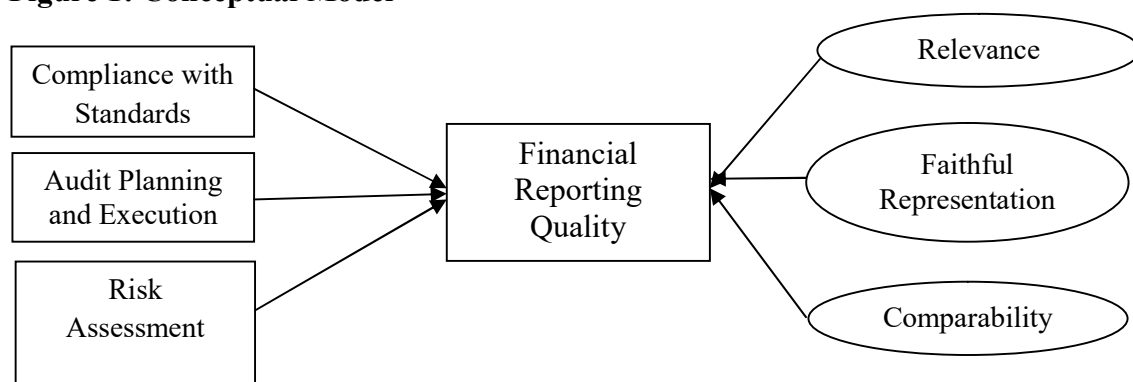 Figure 1: Conceptual Model
Compliance with
Standards
Audit Planning
and Execution
Risk
Assessment
Financial
Reporting
Quality
Relevance
Faithful
Representation
Comparability